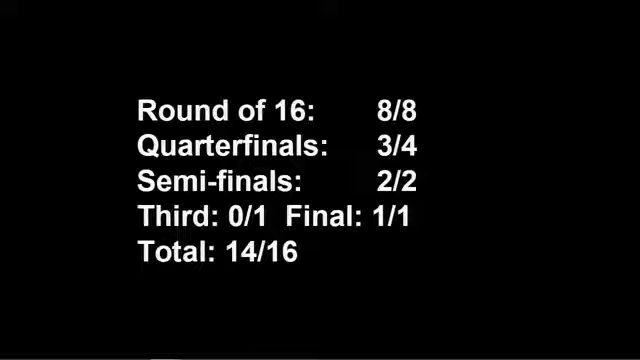 Round of 16: 8/8
Quarterfinals: 3/4
Semi-finals: 2/2
Third: 0/1 Final: 1/1
Total: 14/16